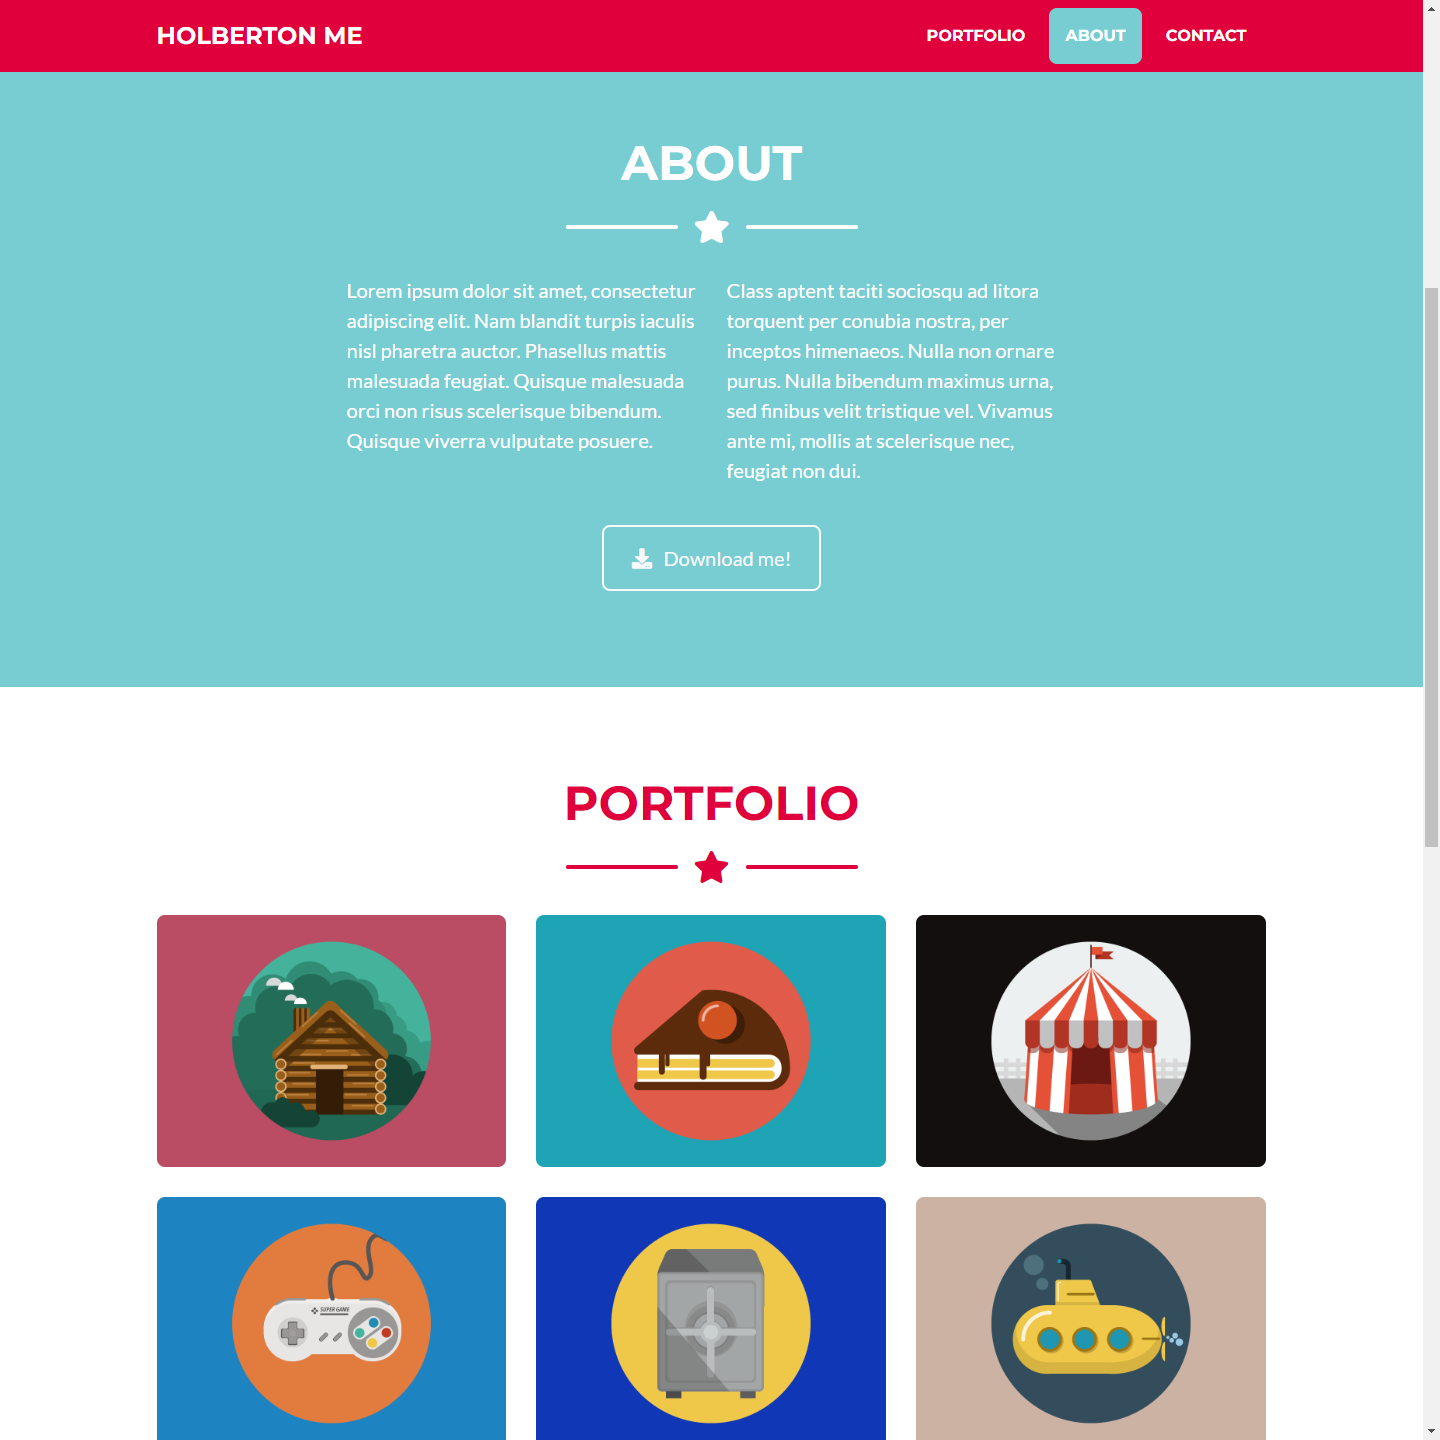 HOLBERTON ME
PORTFOLIO
ABOUT
CONTACT
ABOUT
Lorem ipsum dolor sit amet, consectetur
adipiscing elit. Nam blandit turpis iaculis
nisl pharetra auctor. Phasellus mattis
malesuada feugiat. Quisque malesuada
orci non risus scelerisque bibendum.
Quisque viverra vulputate posuere.
Class aptent taciti sociosqu ad litora
torquent per conubia nostra, per
inceptos himenaeos. Nulla non ornare
purus. Nulla bibendum maximus urna,
sed finibus velit tristique vel. Vivamus
ante mi, mollis at scelerisque nec,
feugiat non dui.
Download me!
PORTFOLIO
SUPER GAME